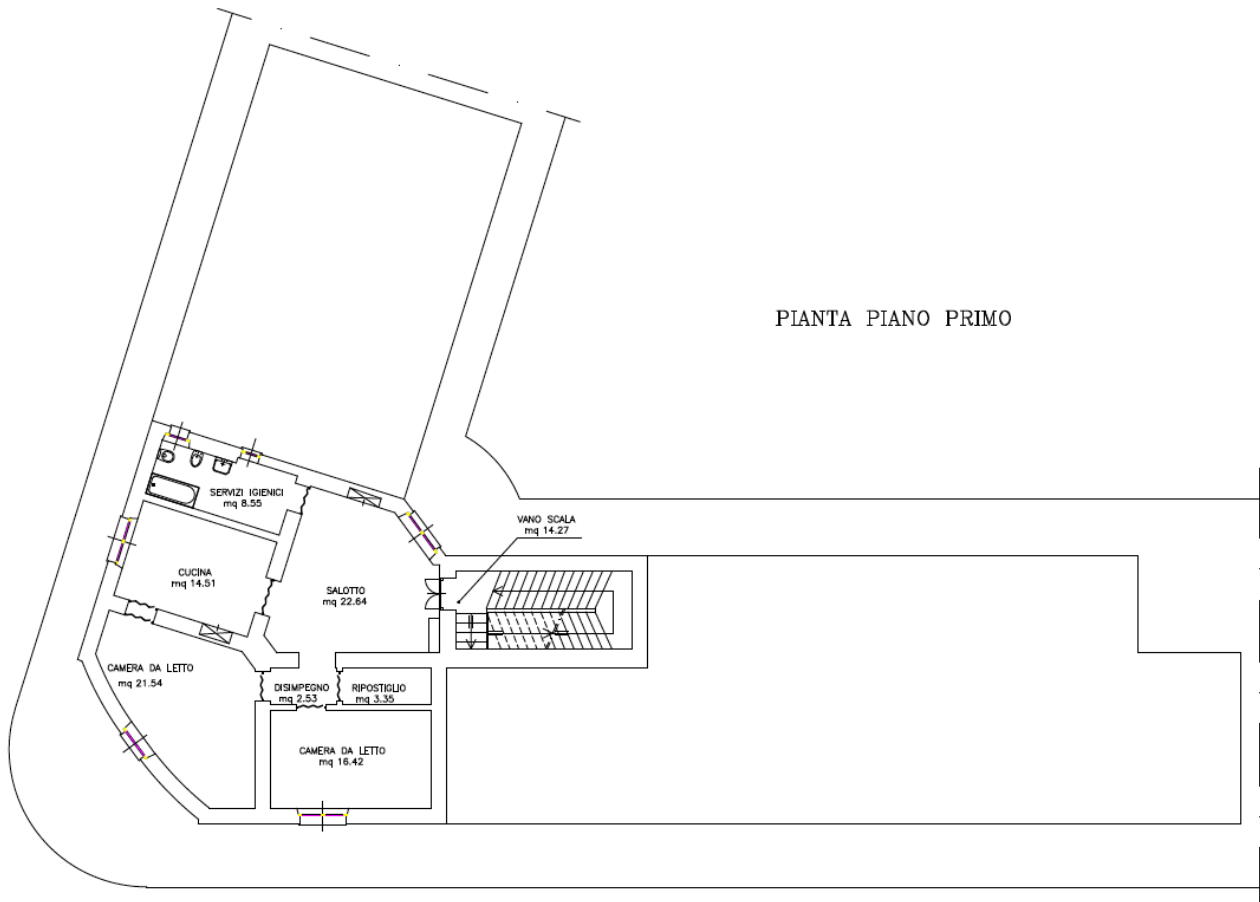 PIANTA PIANO PRIMO
SERVIZI IGIENICI
mq 8.55
VANO SCALA
mq 14.27
CUCINA
mq 14.51
SALOTTO
mq 22.64
CAMERA DA LETTO
mq 21.54
DISIMPEGNO
mq 2.53
RIPOSTIGLIO
mq 3.35
CAMERA DA LETTO
mq 16.42